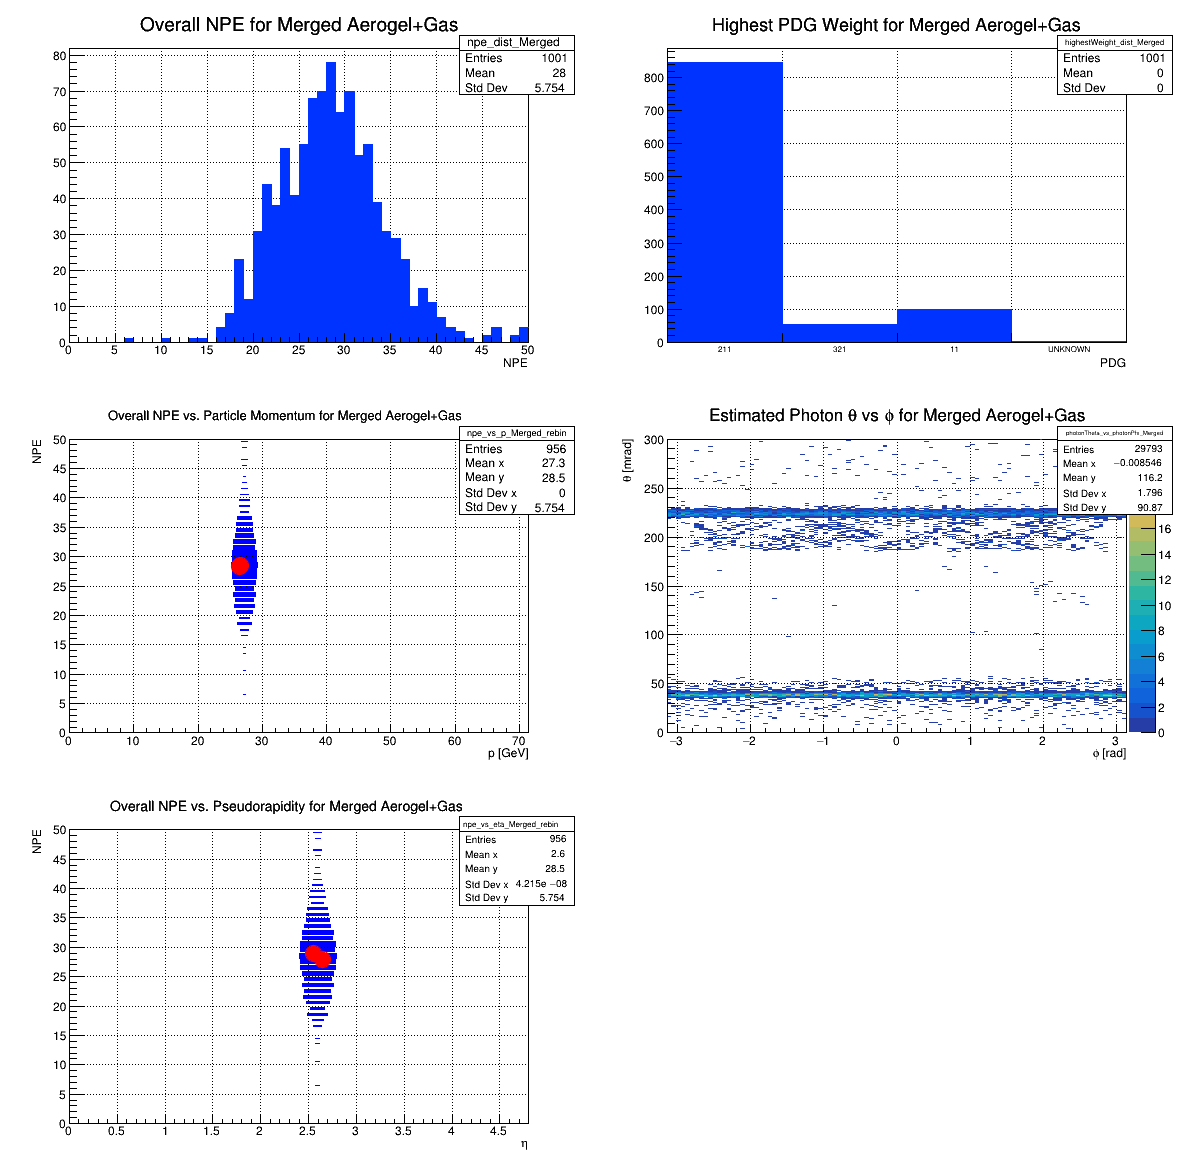 Overall NPE for Merged Aerogel+Gas
npe_dist_Merged
Entries 1001
Mean 28
Std Dev 5.754
80
70
60
50
40
30
20
10
0
0 5 10 15 20 25 30 35 40 45 50
NPE
Highest PDG Weight for Merged Aerogel+Gas
highestWeight_dist_Merged
Entries 1001
Mean 0
Std Dev 0
800
700
600
500
400
300
200
100
0
211 321 11 UNKNOWN
PDG
Overall NPE vs. Particle Momentum for Merged Aerogel+Gas
npe_vs_p_Merged_rebin
Entries 956
Mean x 27.3
Mean y 28.5
Std Dev x 0
Std Dev y 5.754
NPE
50
45
40
35
30
25
20
15
10
5
0
0 10 20 30 40 50 60 70
p [GeV]
Estimated Photon θ vs ϕ for Merged Aerogel+Gas
photonTheta_vs_photonPhi_Merged
Entries 29793
Mean x −0.008546
Mean y 116.2
Std Dev x 1.796
Std Dev y 90.87
θ [mrad]
300
250
200
150
100
50
0
−3 −2 −1 0 1 2 3
ϕ [rad]
16
14
12
10
8
6
4
2
0
Overall NPE vs. Pseudorapidity for Merged Aerogel+Gas
npe_vs_eta_Merged_rebin
Entries 956
Mean x 2.6
Mean y 28.5
Std Dev x 4.215e −08
Std Dev y 5.754
NPE
50
45
40
35
30
25
20
15
10
5
0
0 0.5 1 1.5 2 2.5 3 3.5 4 4.5
η